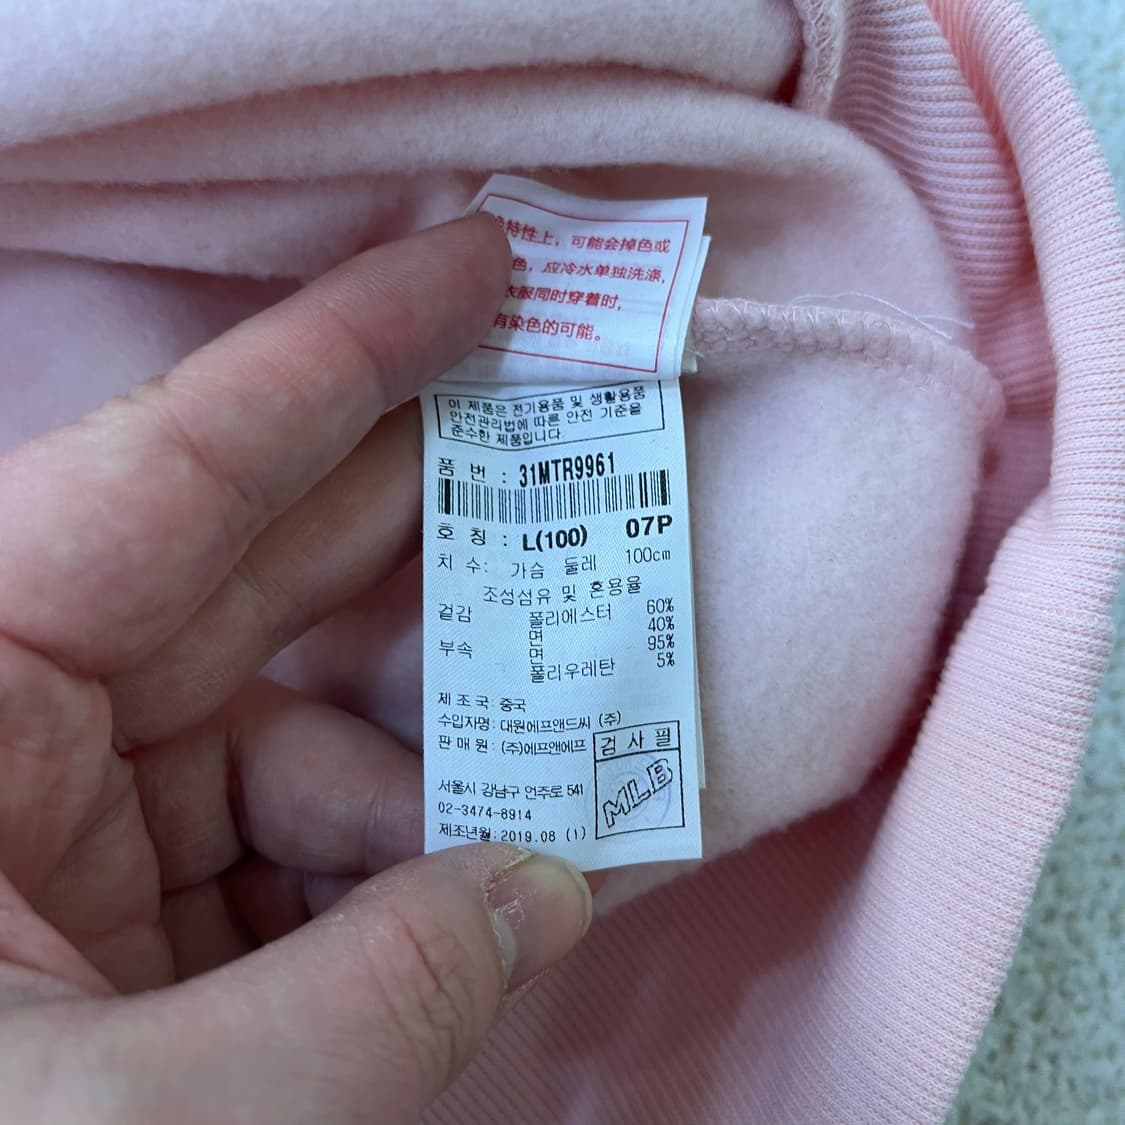 特性上，可能会掉色或
色，应冷水单独洗涤，
衣服同时穿着时，
有染色的可能。
이 제품은 전기용품 및 생활용품
안전관리법에 따른 안전 기준을
준수한 제품입니다.
품 번 : 31MTR9961
호 칭 : L(100) 07P
치 수: 가슴 둘레 100cm
조성섬유 및 혼용율
겉감 폴리에스터 60%
면 40%
부속 면 95%
폴리우레탄 5%
제 조 국: 중국
수입자명: 대원에프앤드씨 (주)
판 매 원: (주)에프앤에프
검 사 필
MLB
서울시 강남구 언주로 541
02-3474-8914
제조년월: 2019.08 (1)